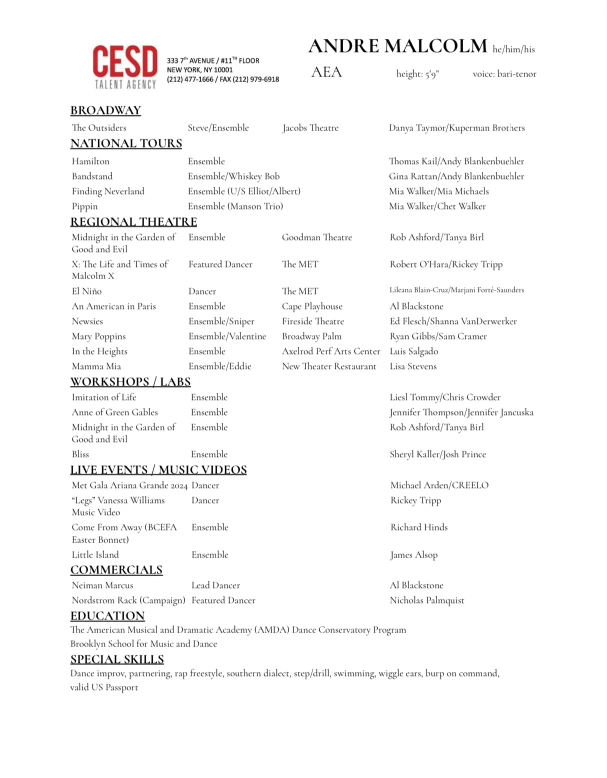 CESD
TALENT AGENCY
333 7th AVENUE / #11TH FLOOR
NEW YORK, NY 10001
(212) 477-1666 / FAX (212) 979-6918
ANDRE MALCOLM he/him/his
AEA height: 5'9" voice: bari-tenor
BROADWAY
The Outsiders Steve/Ensemble Jacobs Theatre Danya Taymor/Kuperman Brothers
NATIONAL TOURS
Hamilton Ensemble Thomas Kail/Andy Blankenbuehler
Bandstand Ensemble/Whiskey Bob Gina Rattan/Andy Blankenbuehler
Finding Neverland Ensemble (U/S Elliot/Albert) Mia Walker/Mia Michaels
Pippin Ensemble (Manson Trio) Mia Walker/Chet Walker
REGIONAL THEATRE
Midnight in the Garden of Ensemble Goodman Theatre Rob Ashford/Tanya Birl
Good and Evil
X: The Life and Times of Featured Dancer The MET Robert O'Hara/Rickey Tripp
Malcolm X
El Niño Dancer The MET Lileana Blain-Cruz/Marjani Forté-Saunders
An American in Paris Ensemble Cape Playhouse Al Blackstone
Newsies Ensemble/Sniper Fireside Theatre Ed Flesch/Shanna VanDerwerker
Mary Poppins Ensemble/Valentine Broadway Palm Ryan Gibbs/Sam Cramer
In the Heights Ensemble Axelrod Perf Arts Center Luis Salgado
Mamma Mia Ensemble/Eddie New Theater Restaurant Lisa Stevens
WORKSHOPS / LABS
Imitation of Life Ensemble Liesl Tommy/Chris Crowder
Anne of Green Gables Ensemble Jennifer Thompson/Jennifer Jancuska
Midnight in the Garden of Ensemble Rob Ashford/Tanya Birl
Good and Evil
Bliss Ensemble Sheryl Kaller/Josh Prince
LIVE EVENTS / MUSIC VIDEOS
Met Gala Ariana Grande 2024 Dancer Michael Arden/CREELO
"Legs" Vanessa Williams Dancer Rickey Tripp
Music Video
Come From Away (BCEFA Ensemble Richard Hinds
Easter Bonnet)
Little Island Ensemble James Alsop
COMMERCIALS
Neiman Marcus Lead Dancer Al Blackstone
Nordstrom Rack (Campaign) Featured Dancer Nicholas Palmquist
EDUCATION
The American Musical and Dramatic Academy (AMDA) Dance Conservatory Program
Brooklyn School for Music and Dance
SPECIAL SKILLS
Dance improv, partnering, rap freestyle, southern dialect, step/drill, swimming, wiggle ears, burp on command,
valid US Passport